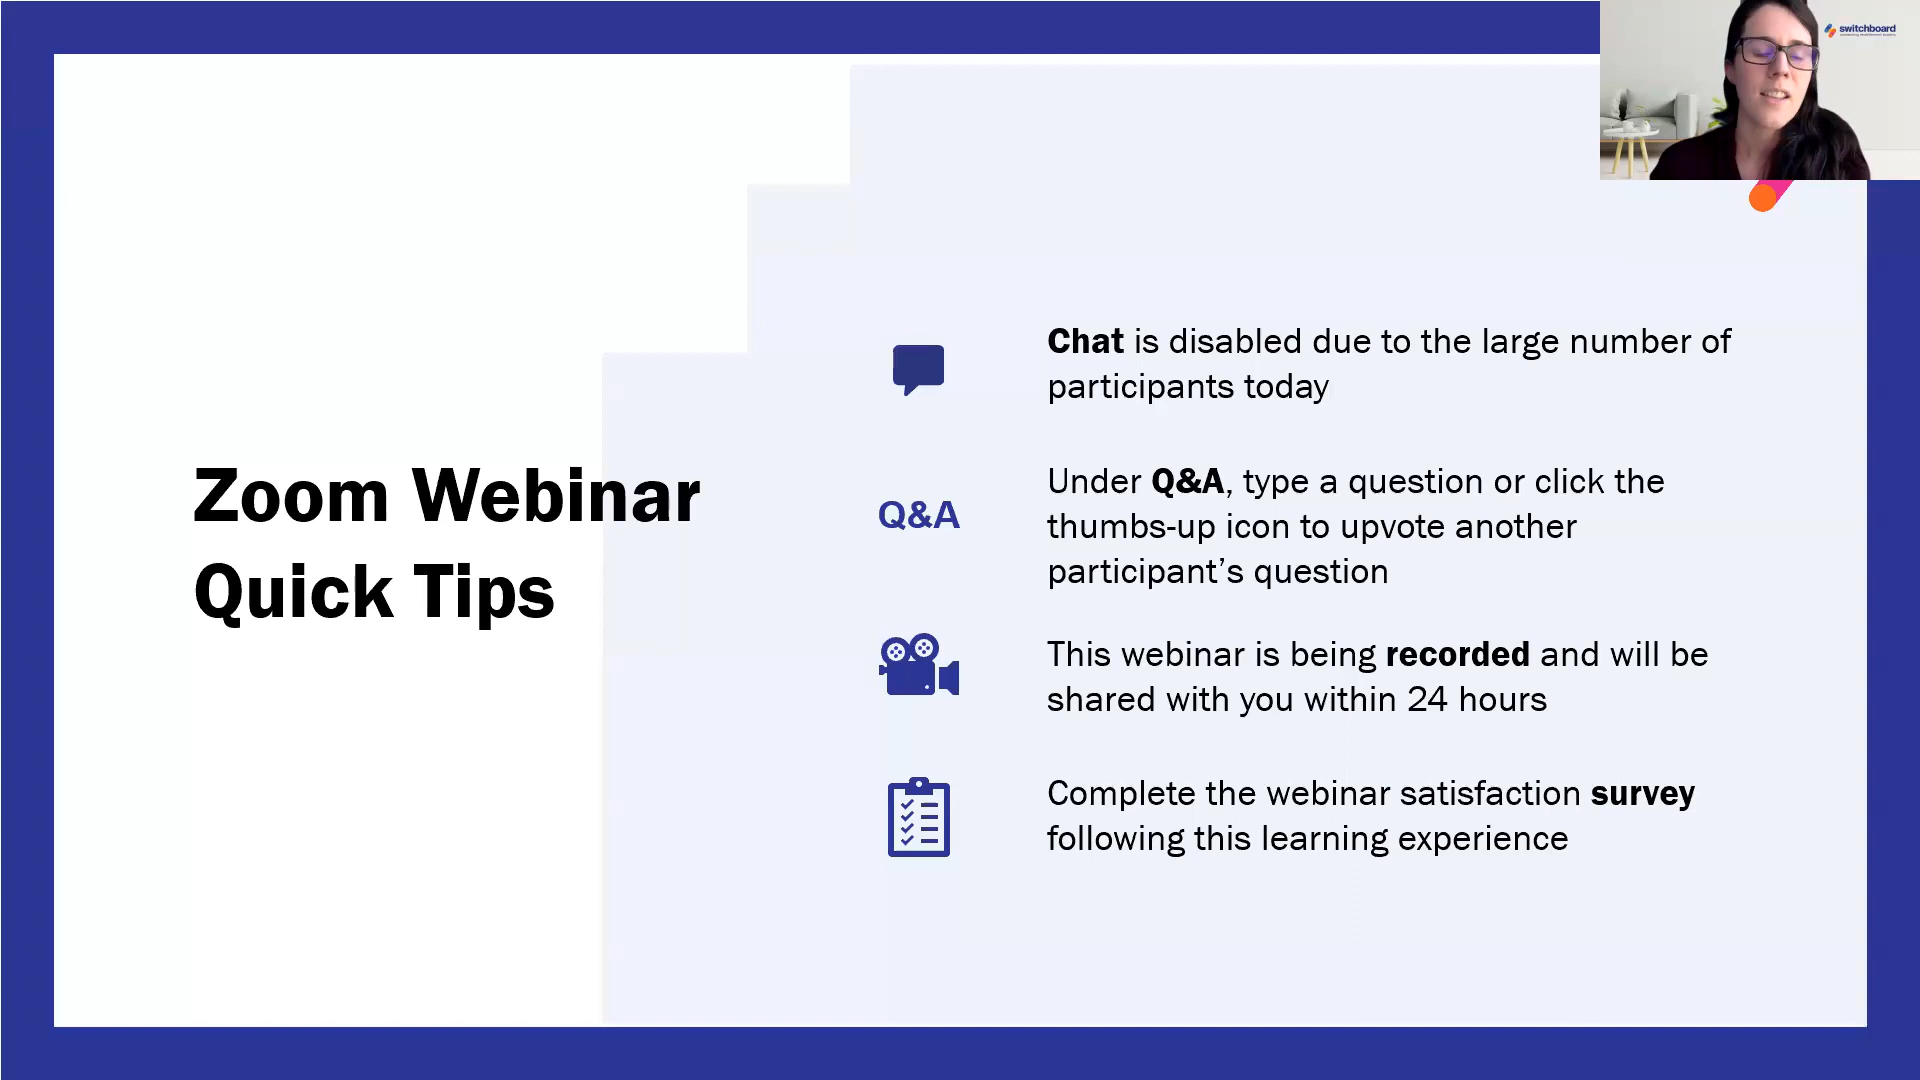 switchboard
Zoom Webinar
Quick Tips
Chat is disabled due to the large number of
participants today
Q&A
Under Q&A, type a question or click the
thumbs-up icon to upvote another
participant’s question
This webinar is being recorded and will be
shared with you within 24 hours
Complete the webinar satisfaction survey
following this learning experience